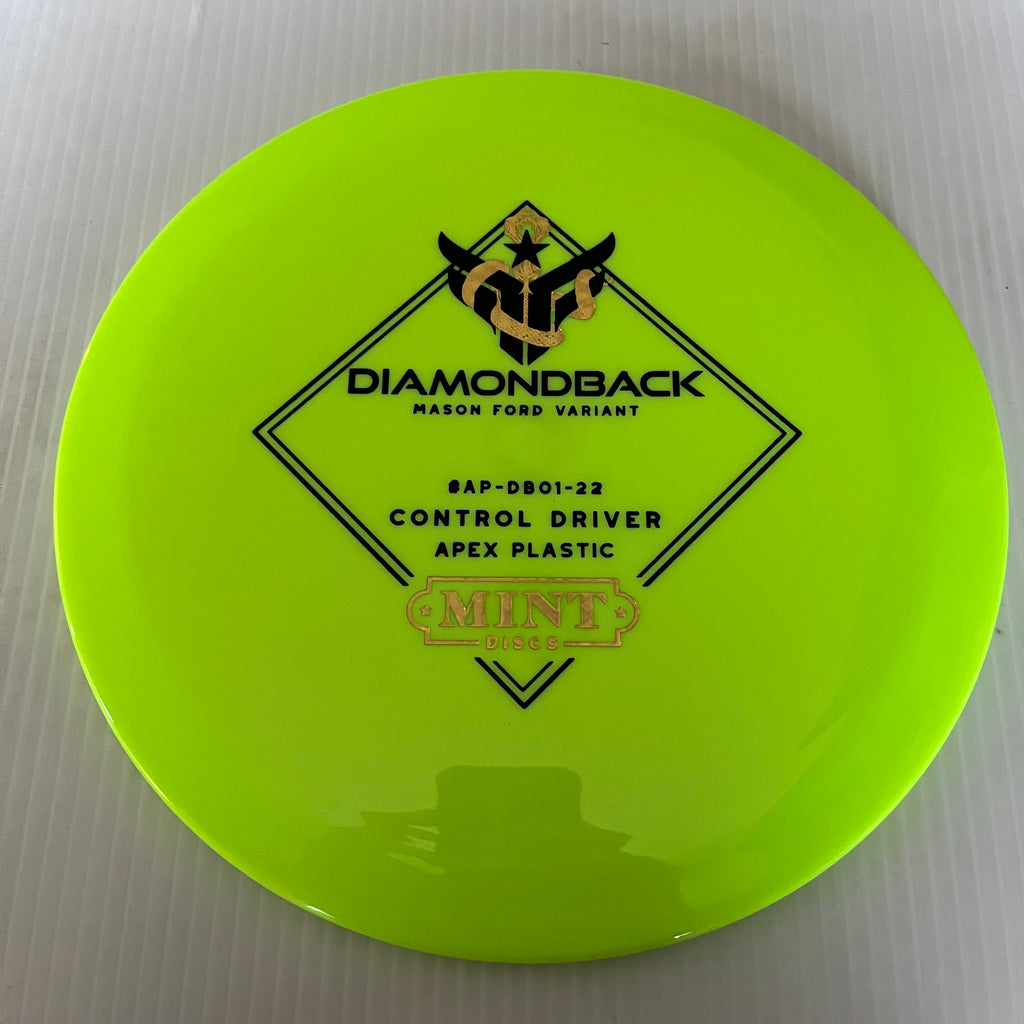 DIAMONDBACK
MASON FORD VARIANT
#AP-DB01-22
CONTROL DRIVER
APEX PLASTIC
MINT
DISCS